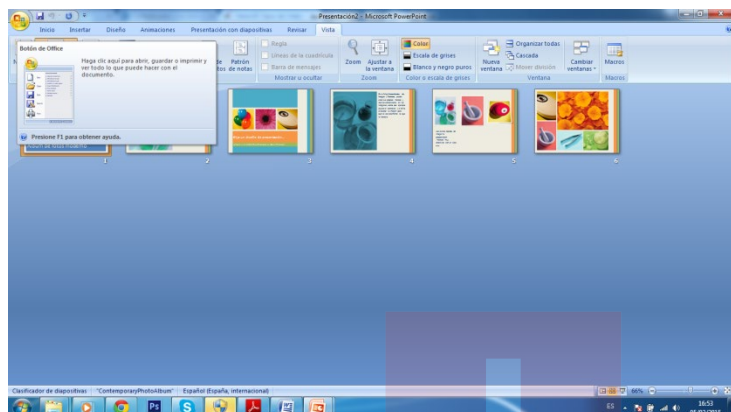 Presentación2 - Microsoft PowerPoint
Inicio Insertar Diseño Animaciones Presentación con diapositivas Revisar Vista
Botón de Office
Haga clic aquí para abrir, guardar o imprimir y
ver todo lo que puede hacer con el
documento.
Presione F1 para obtener ayuda.
Patrón
de notas
Regla
Líneas de la cuadrícula
Barra de mensajes
Mostrar u ocultar
Zoom
Ajustar a
la ventana
Zoom
Color
Escala de grises
Blanco y negro puros
Color o escala de grises
Nueva
ventana
Organizar todas
Cascada
Mover división
Ventana
Cambiar
ventanas
Macros
Macros
1 2 3 4 5 6
Clasificador de diapositivas "ContemporaryPhotoAlbum" Español (España, internacional) 66%
Ps S
ES 16:53